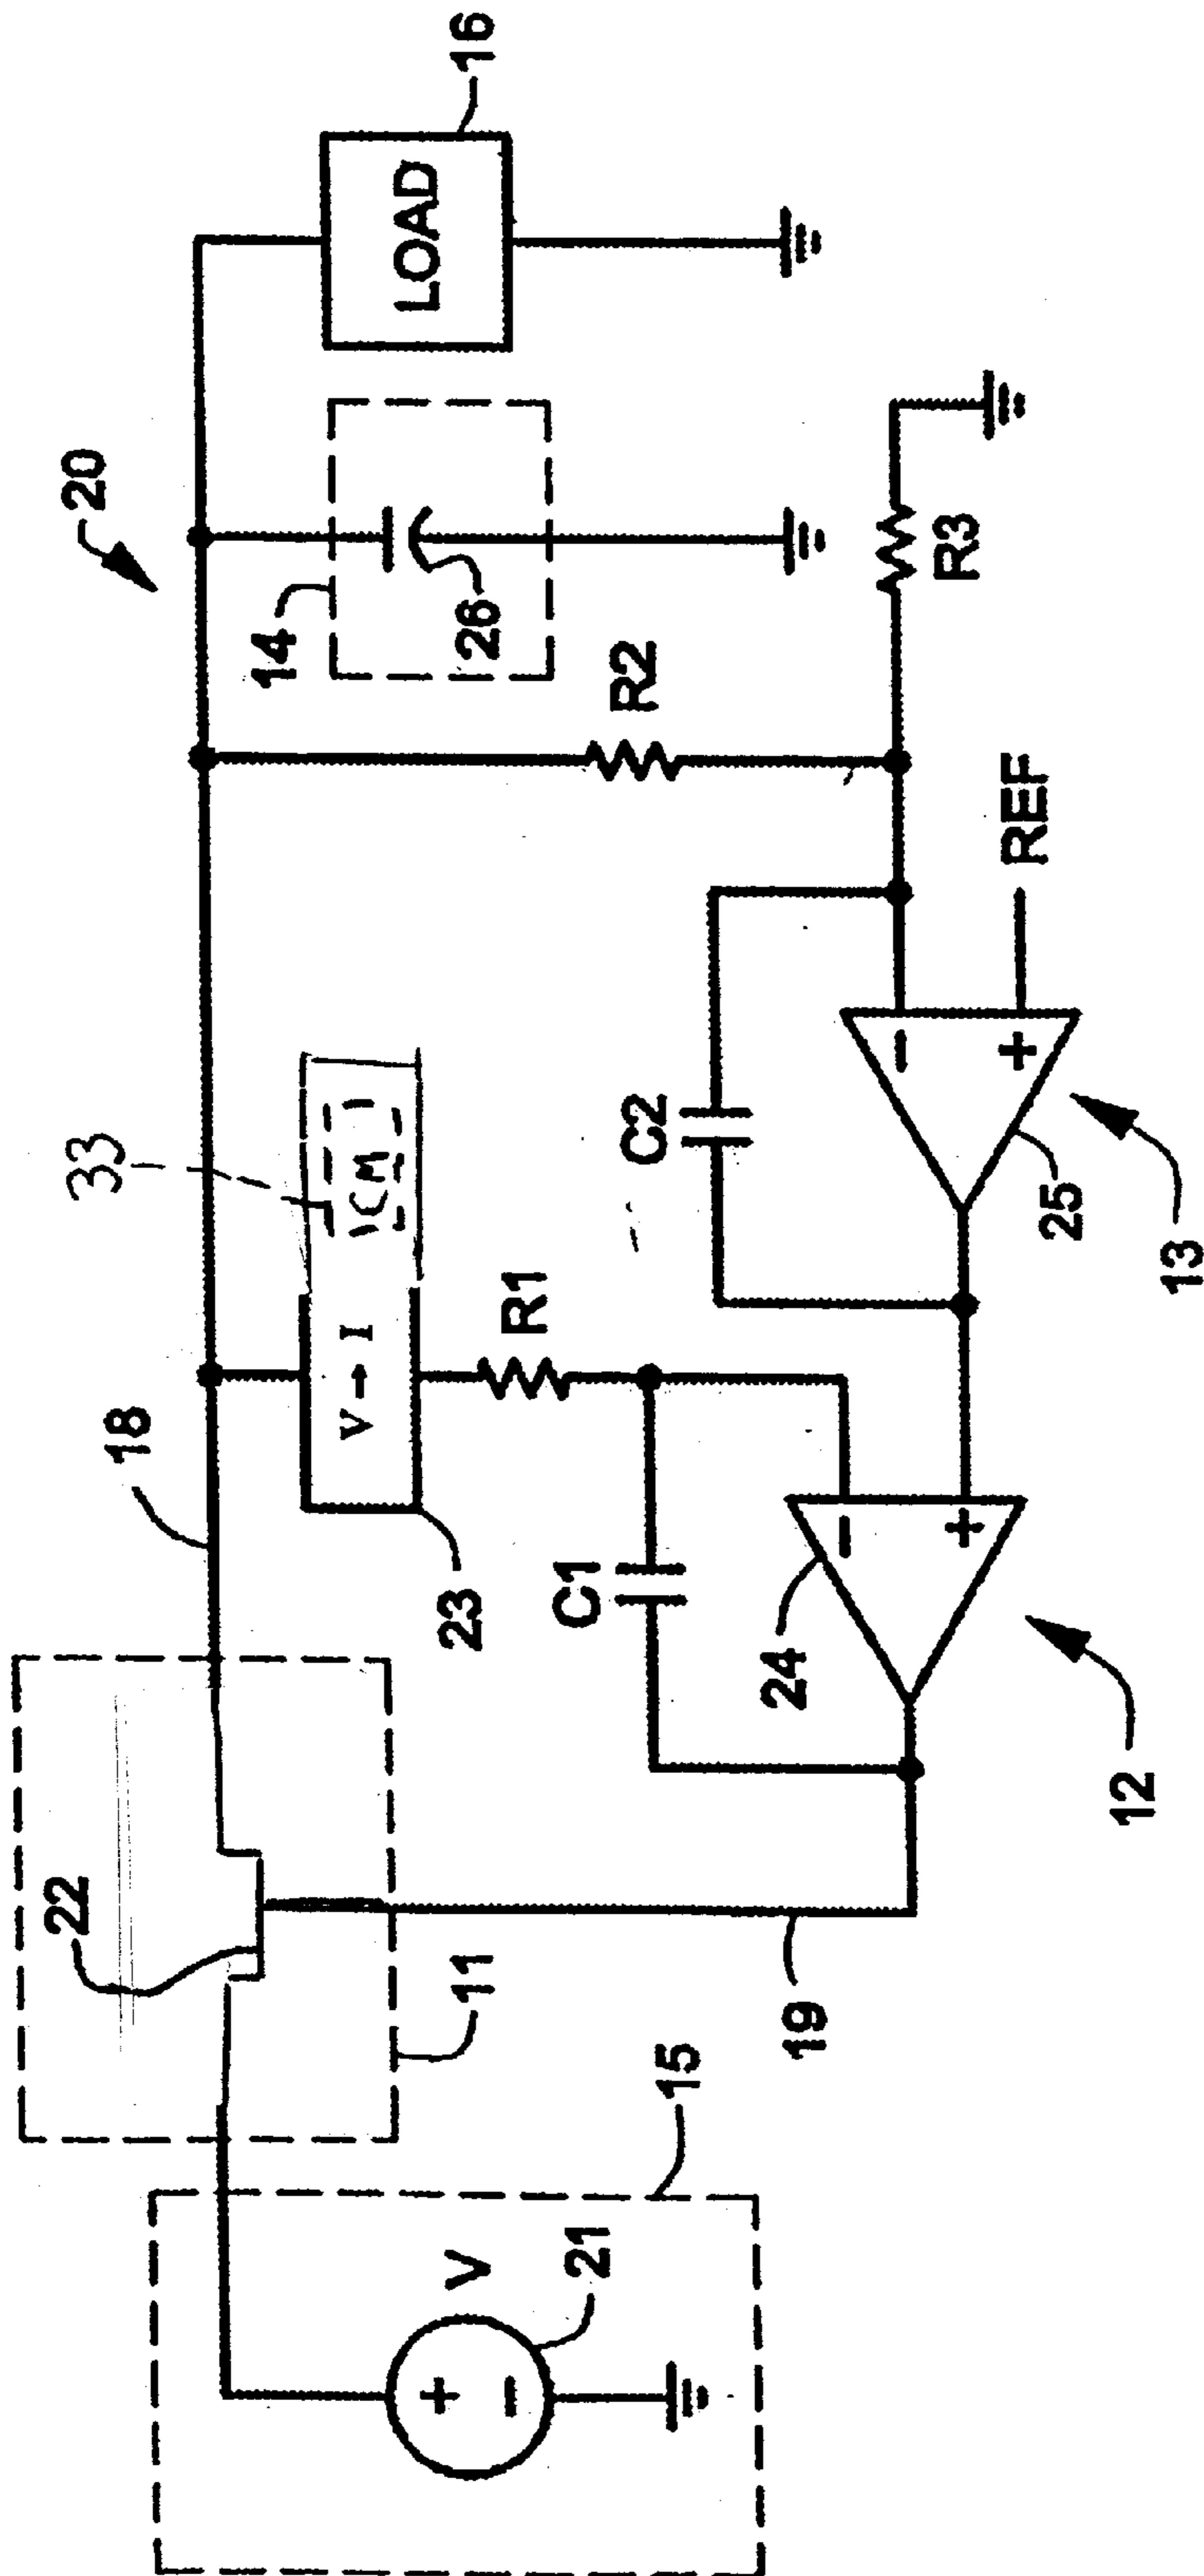 20
18
33
22
14
26
LOAD
16
V → I
CM
23
R1
R2
11
C1
C2
R3
15
V
+
−
21
19
24
−
+
12
−
+
25
13
REF